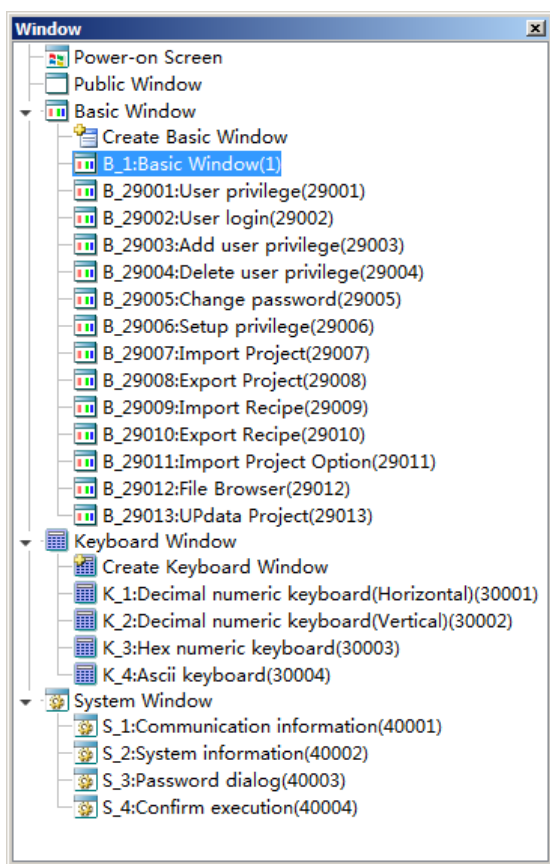 Window
Power-on Screen
Public Window
Basic Window
Create Basic Window
B_1:Basic Window(1)
B_29001:User privilege(29001)
B_29002:User login(29002)
B_29003:Add user privilege(29003)
B_29004:Delete user privilege(29004)
B_29005:Change password(29005)
B_29006:Setup privilege(29006)
B_29007:Import Project(29007)
B_29008:Export Project(29008)
B_29009:Import Recipe(29009)
B_29010:Export Recipe(29010)
B_29011:Import Project Option(29011)
B_29012:File Browser(29012)
B_29013:UPdata Project(29013)
Keyboard Window
Create Keyboard Window
K_1:Decimal numeric keyboard(Horizontal)(30001)
K_2:Decimal numeric keyboard(Vertical)(30002)
K_3:Hex numeric keyboard(30003)
K_4:Ascii keyboard(30004)
System Window
S_1:Communication information(40001)
S_2:System information(40002)
S_3:Password dialog(40003)
S_4:Confirm execution(40004)